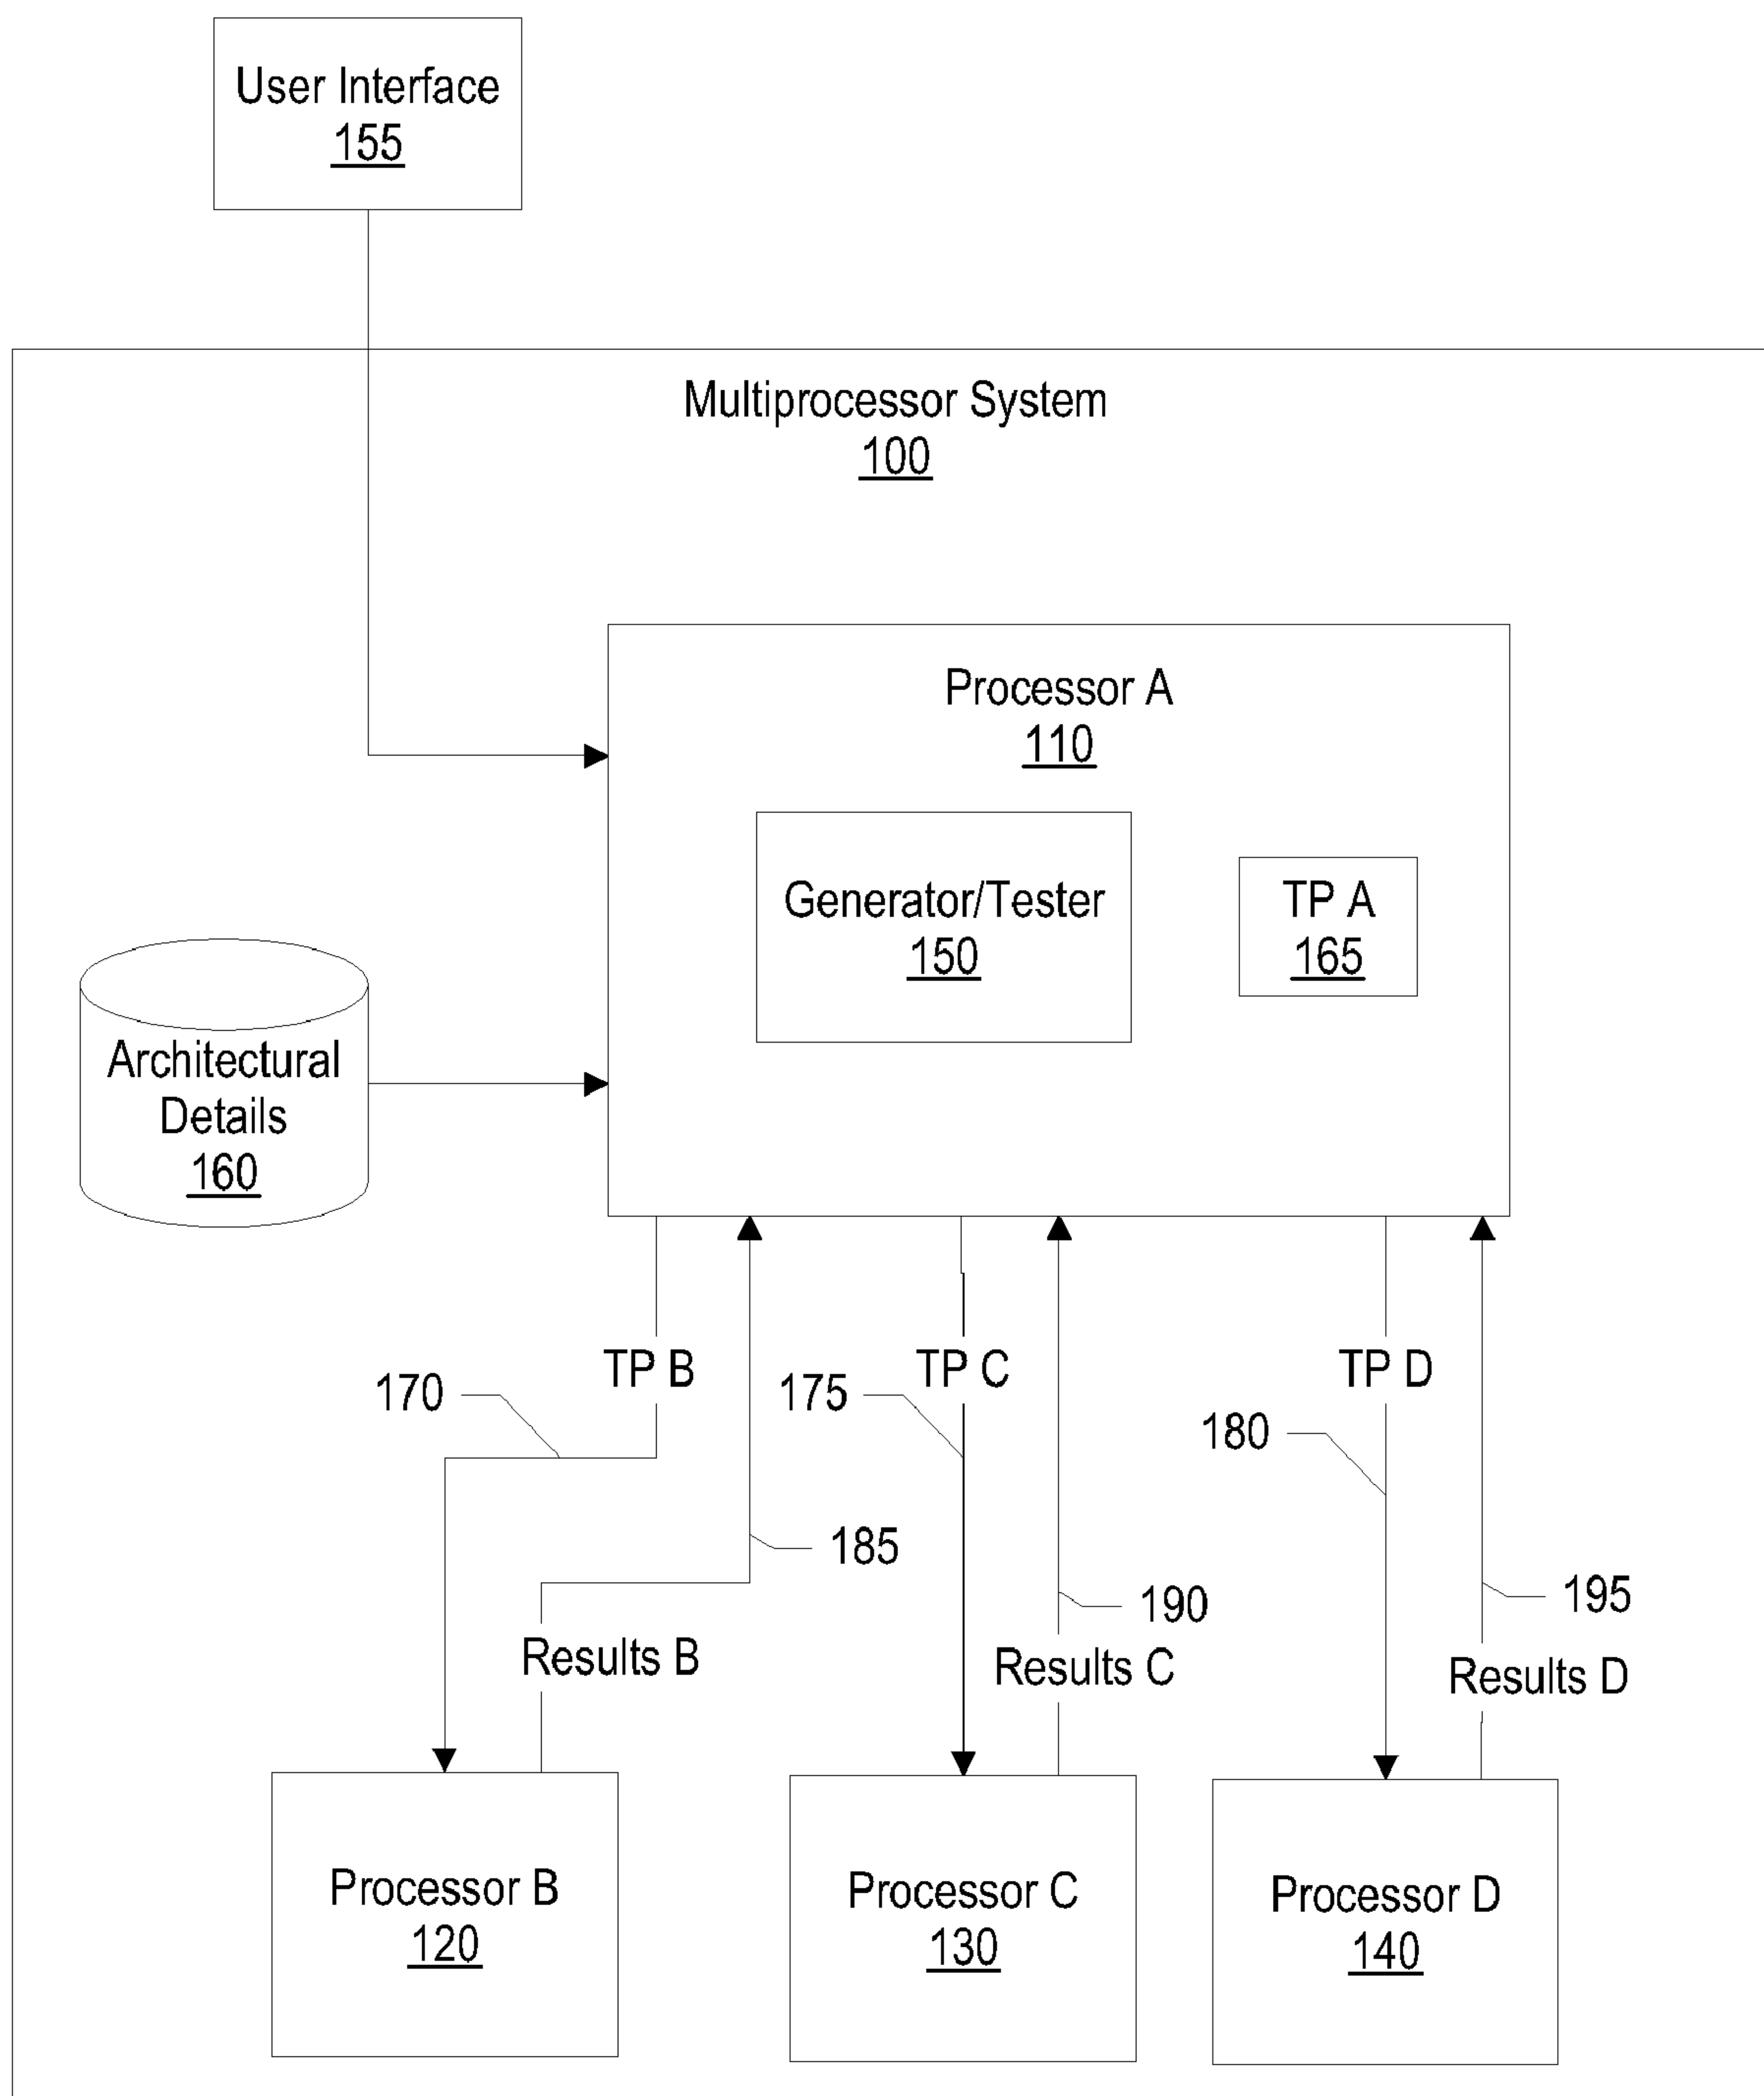 User Interface
155
Multiprocessor System
100
Processor A
110
Generator/Tester
150
TP A
165
Architectural
Details
160
TP B
TP C
TP D
170
175
180
185
190
195
Results B
Results C
Results D
Processor B
120
Processor C
130
Processor D
140